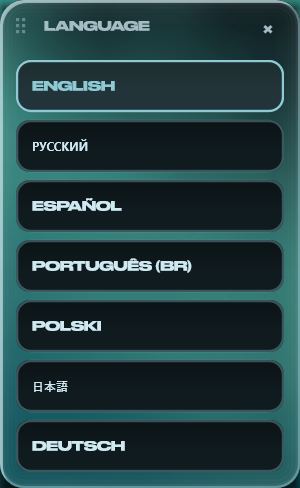 LANGUAGE
ENGLISH
РУССКИЙ
ESPAÑOL
PORTUGUÊS (BR)
POLSKI
日本語
DEUTSCH